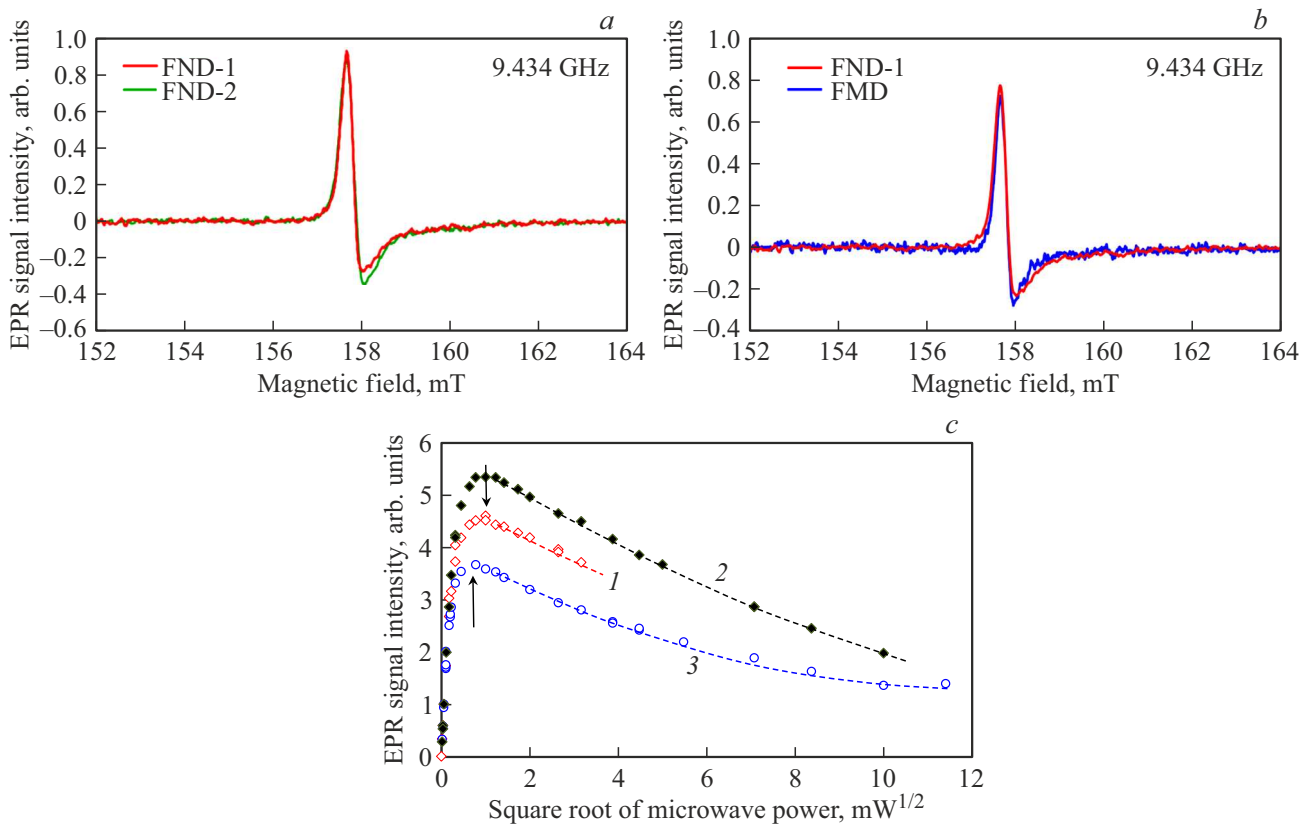 a
EPR signal intensity, arb. units
1.0
0.8
0.6
0.4
0.2
0
–0.2
–0.4
–0.6
FND-1
FND-2
9.434 GHz
152 154 156 158 160 162 164
Magnetic field, mT
b
EPR signal intensity, arb. units
1.0
0.8
0.6
0.4
0.2
0
–0.2
–0.4
FND-1
FMD
9.434 GHz
152 154 156 158 160 162 164
Magnetic field, mT
c
EPR signal intensity, arb. units
6
5
4
3
2
1
0
1
2
3
0 2 4 6 8 10 12
Square root of microwave power, mW^1/2